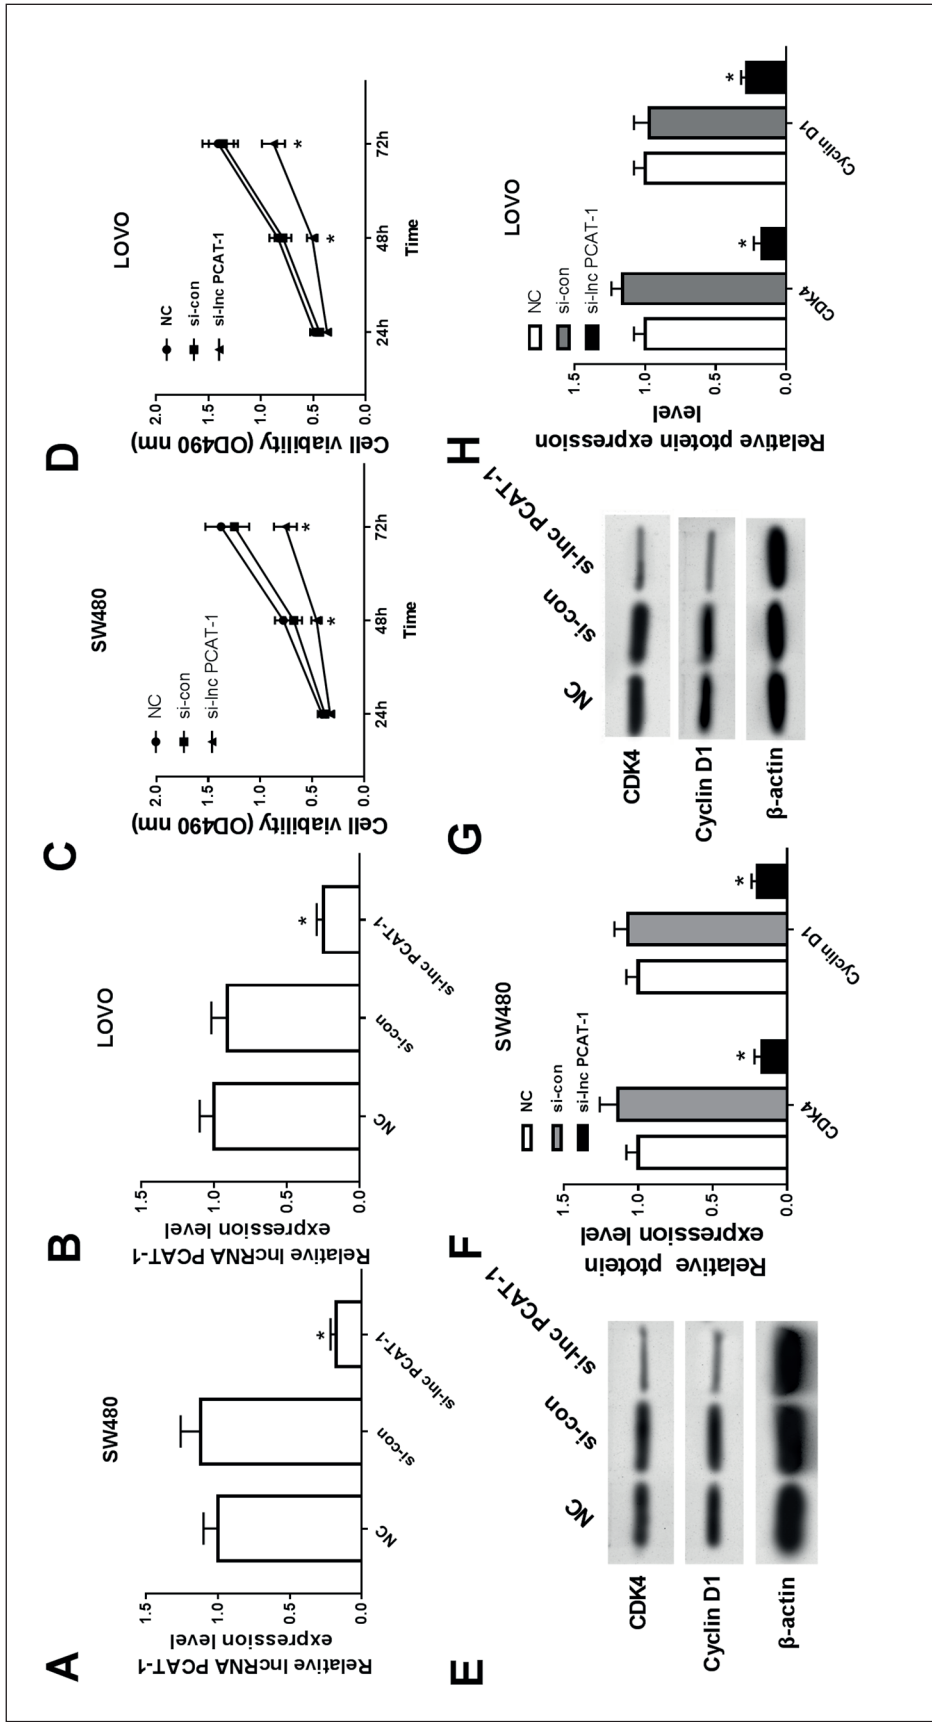 A
SW480
Relative lncRNA PCAT-1
expression level
1.5
1.0
0.5
0.0
NC
si-con
si-lnc PCAT-1
*
B
LOVO
Relative lncRNA PCAT-1
expression level
1.5
1.0
0.5
0.0
NC
si-con
si-lnc PCAT-1
*
C
SW480
Cell viability (OD490 nm)
2.0
1.5
1.0
0.5
0.0
NC
si-con
si-lnc PCAT-1
*
*
24h
48h
72h
Time
D
LOVO
Cell viability (OD490 nm)
2.0
1.5
1.0
0.5
0.0
NC
si-con
si-lnc PCAT-1
*
*
24h
48h
72h
Time
E
NC
si-con
si-lnc PCAT-1
CDK4
Cyclin D1
β-actin
F
SW480
Relative ptotein
expression level
1.5
1.0
0.5
0.0
NC
si-con
si-lnc PCAT-1
*
*
CDK4
Cyclin D1
G
NC
si-con
si-lnc PCAT-1
CDK4
Cyclin D1
β-actin
H
LOVO
Relative ptotein expression
level
1.5
1.0
0.5
0.0
NC
si-con
si-lnc PCAT-1
*
*
CDK4
Cyclin D1